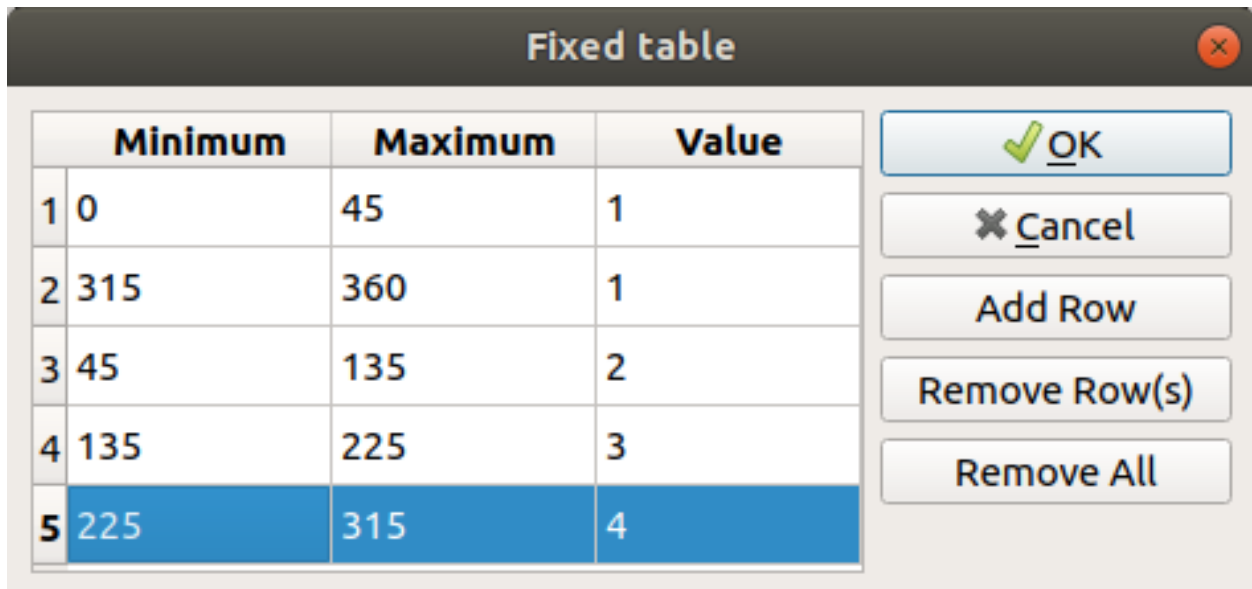 Fixed table
Minimum Maximum Value
1 0 45 1
2 315 360 1
3 45 135 2
4 135 225 3
5 225 315 4
OK
Cancel
Add Row
Remove Row(s)
Remove All